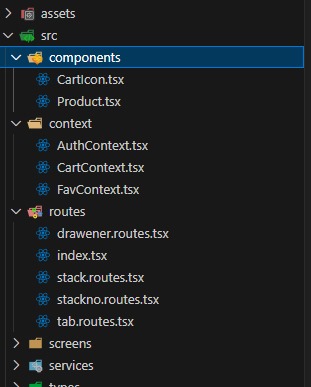 assets
src
components
CartIcon.tsx
Product.tsx
context
AuthContext.tsx
CartContext.tsx
FavContext.tsx
routes
drawener.routes.tsx
index.tsx
stack.routes.tsx
stackno.routes.tsx
tab.routes.tsx
screens
services
types